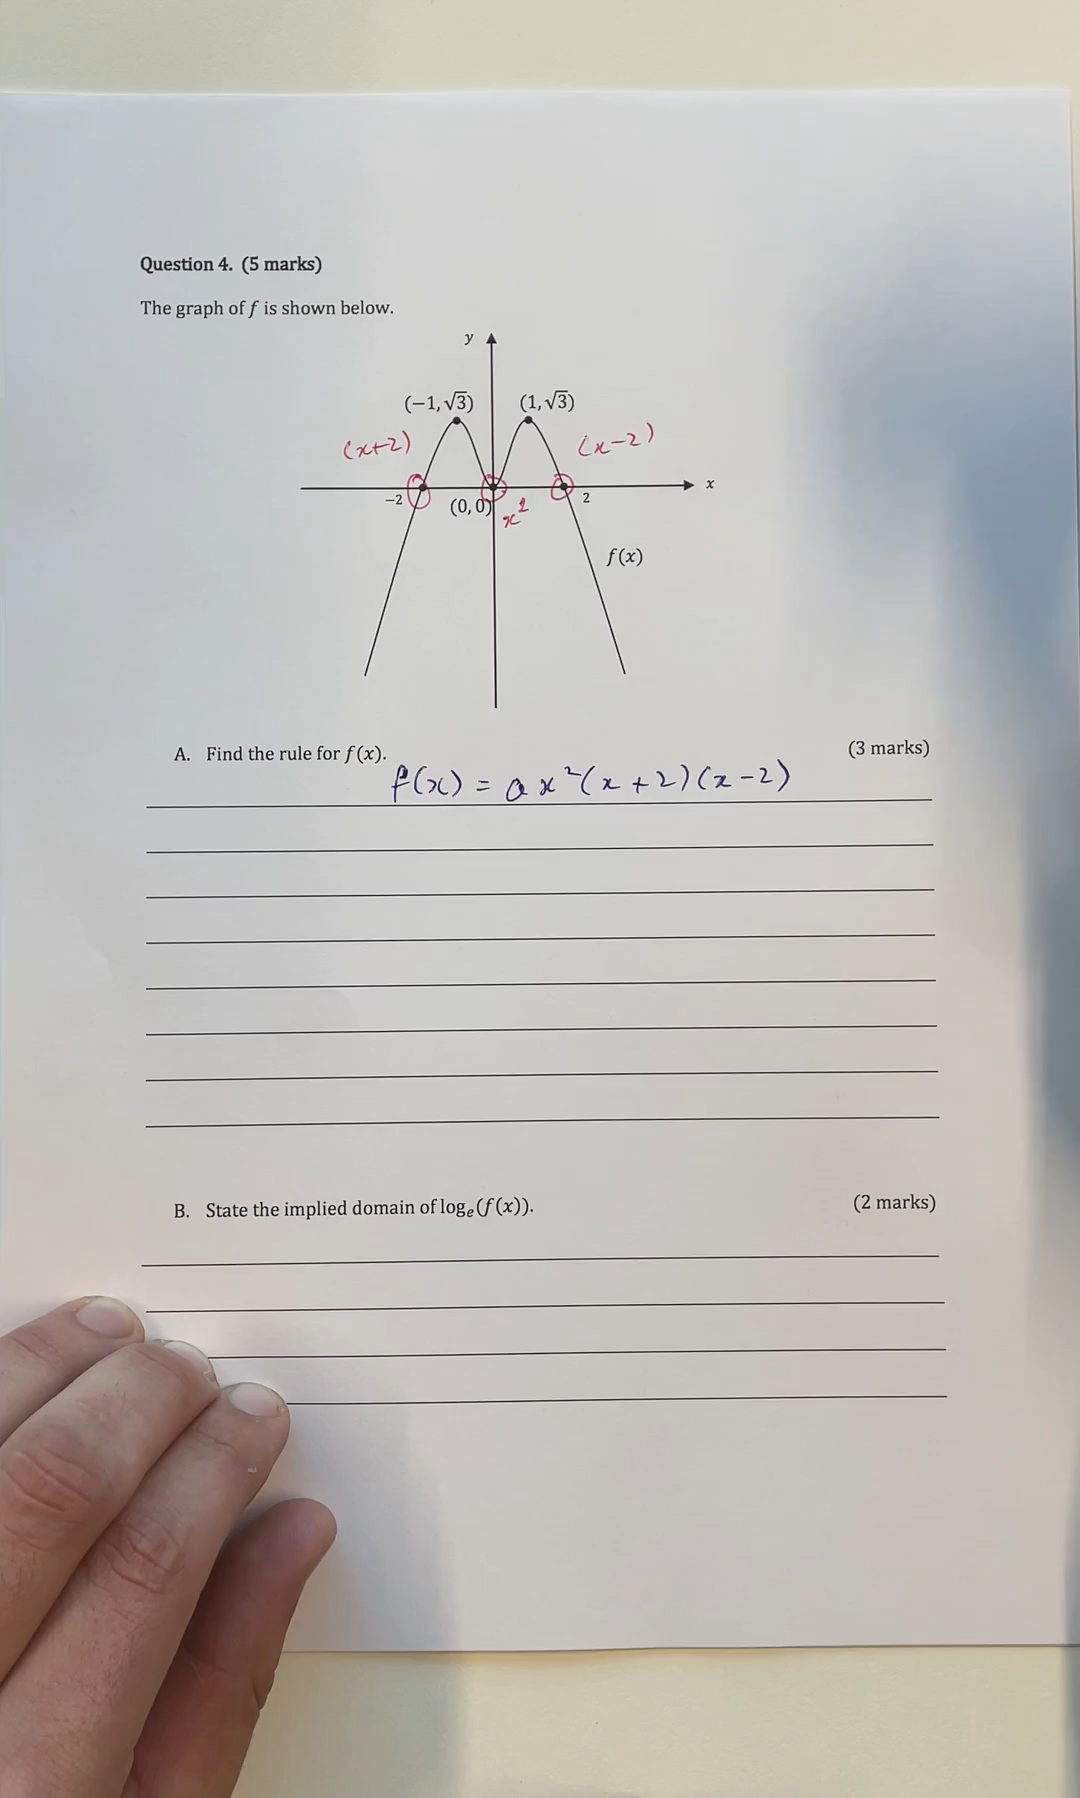 Question 4. (5 marks)
The graph of f is shown below.
y
(−1, √3) (1, √3)
(x+2) (x−2)
x
−2 (0, 0) x² 2
f(x)
A. Find the rule for f(x). (3 marks)
f(x) = a x²(x+2)(x−2)
B. State the implied domain of logₑ(f(x)). (2 marks)